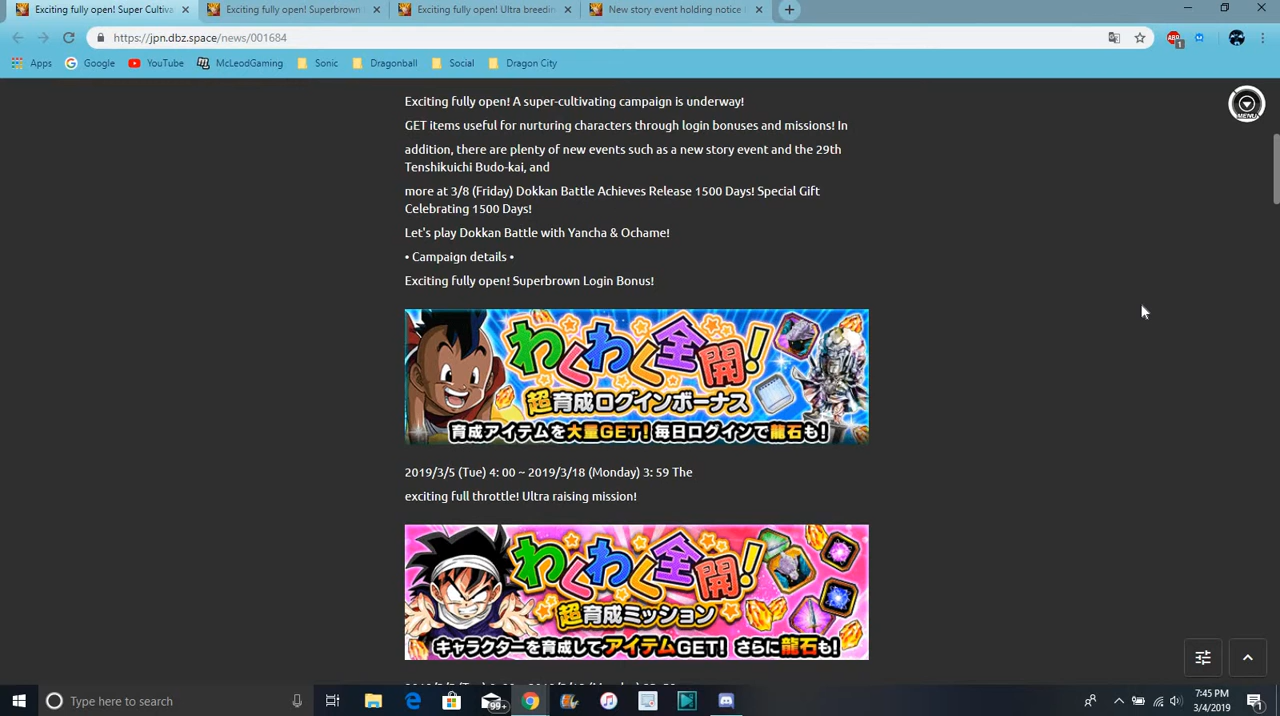 Exciting fully open! Super Cultiva
Exciting fully open! Superbrown
Exciting fully open! Ultra breedin
New story event holding notice
https://jpn.dbz.space/news/001684
ABP
1
Apps
Google
YouTube
McLeodGaming
Sonic
Dragonball
Social
Dragon City
MENU
Exciting fully open! A super-cultivating campaign is underway!
GET items useful for nurturing characters through login bonuses and missions! In
addition, there are plenty of new events such as a new story event and the 29th
Tenshikuichi Budo-kai, and
more at 3/8 (Friday) Dokkan Battle Achieves Release 1500 Days! Special Gift
Celebrating 1500 Days!
Let's play Dokkan Battle with Yancha & Ochame!
• Campaign details •
Exciting fully open! Superbrown Login Bonus!
わくわく全開!
超育成ログインボーナス
育成アイテムを大量GET! 毎日ログインで龍石も!
2019/3/5 (Tue) 4: 00 ~ 2019/3/18 (Monday) 3: 59 The
exciting full throttle! Ultra raising mission!
わくわく全開!
超育成ミッション
キャラクターを育成してアイテムGET! さらに龍石も!
Type here to search
99+
7:45 PM
3/4/2019
1